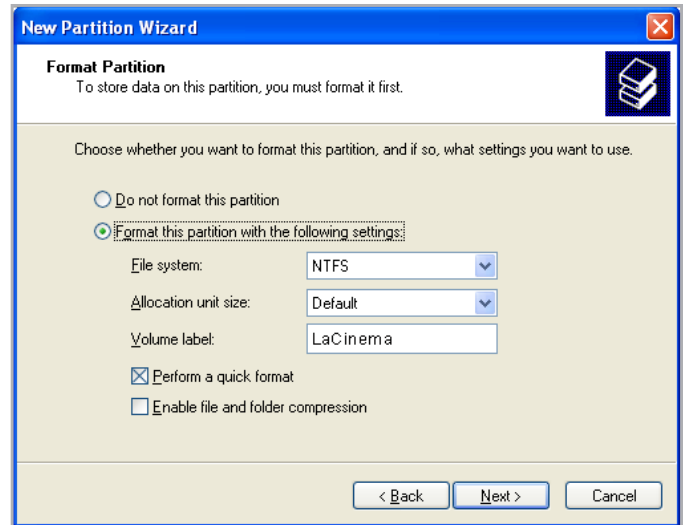 New Partition Wizard
Format Partition
To store data on this partition, you must format it first.
Choose whether you want to format this partition, and if so, what settings you want to use.
Do not format this partition
Format this partition with the following settings:
File system: NTFS
Allocation unit size: Default
Volume label: LaCinema
Perform a quick format
Enable file and folder compression
< Back Next > Cancel